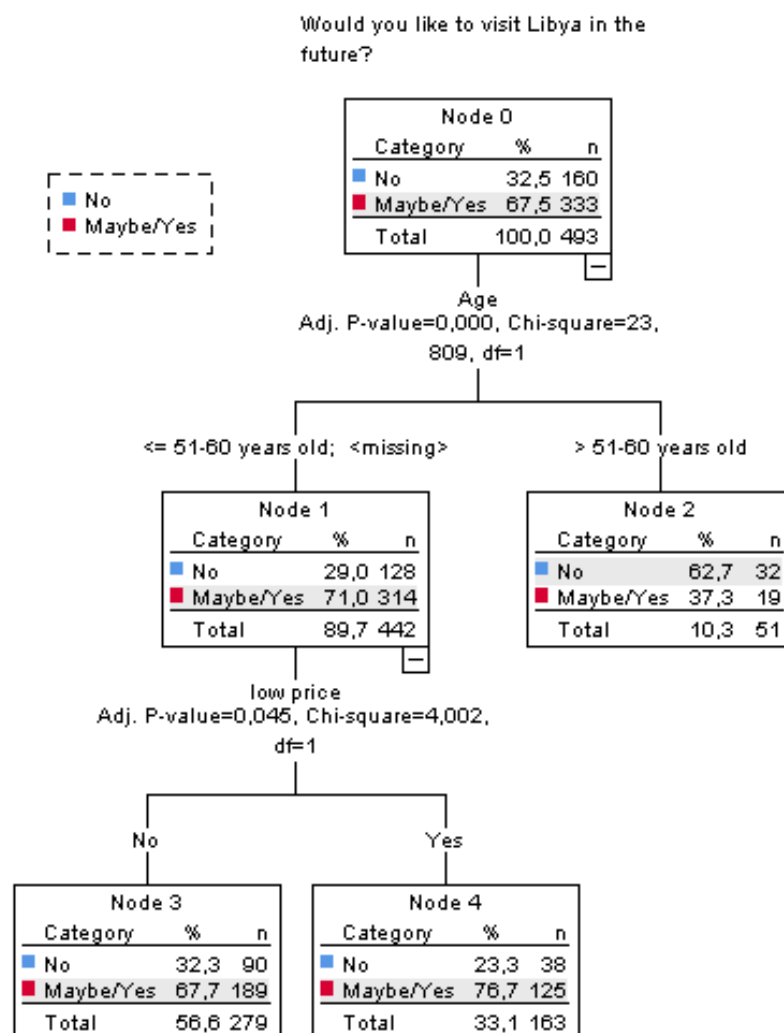 Would you like to visit Libya in the
future?
Node 0
Category % n
No 32,5 160
Maybe/Yes 67,5 333
Total 100,0 493
No
Maybe/Yes
Age
Adj. P-value=0,000, Chi-square=23,
809, df=1
<= 51-60 years old; <missing>
> 51-60 years old
Node 1
Category % n
No 29,0 128
Maybe/Yes 71,0 314
Total 89,7 442
Node 2
Category % n
No 62,7 32
Maybe/Yes 37,3 19
Total 10,3 51
low price
Adj. P-value=0,045, Chi-square=4,002,
df=1
No
Yes
Node 3
Category % n
No 32,3 90
Maybe/Yes 67,7 189
Total 56,6 279
Node 4
Category % n
No 23,3 38
Maybe/Yes 76,7 125
Total 33,1 163